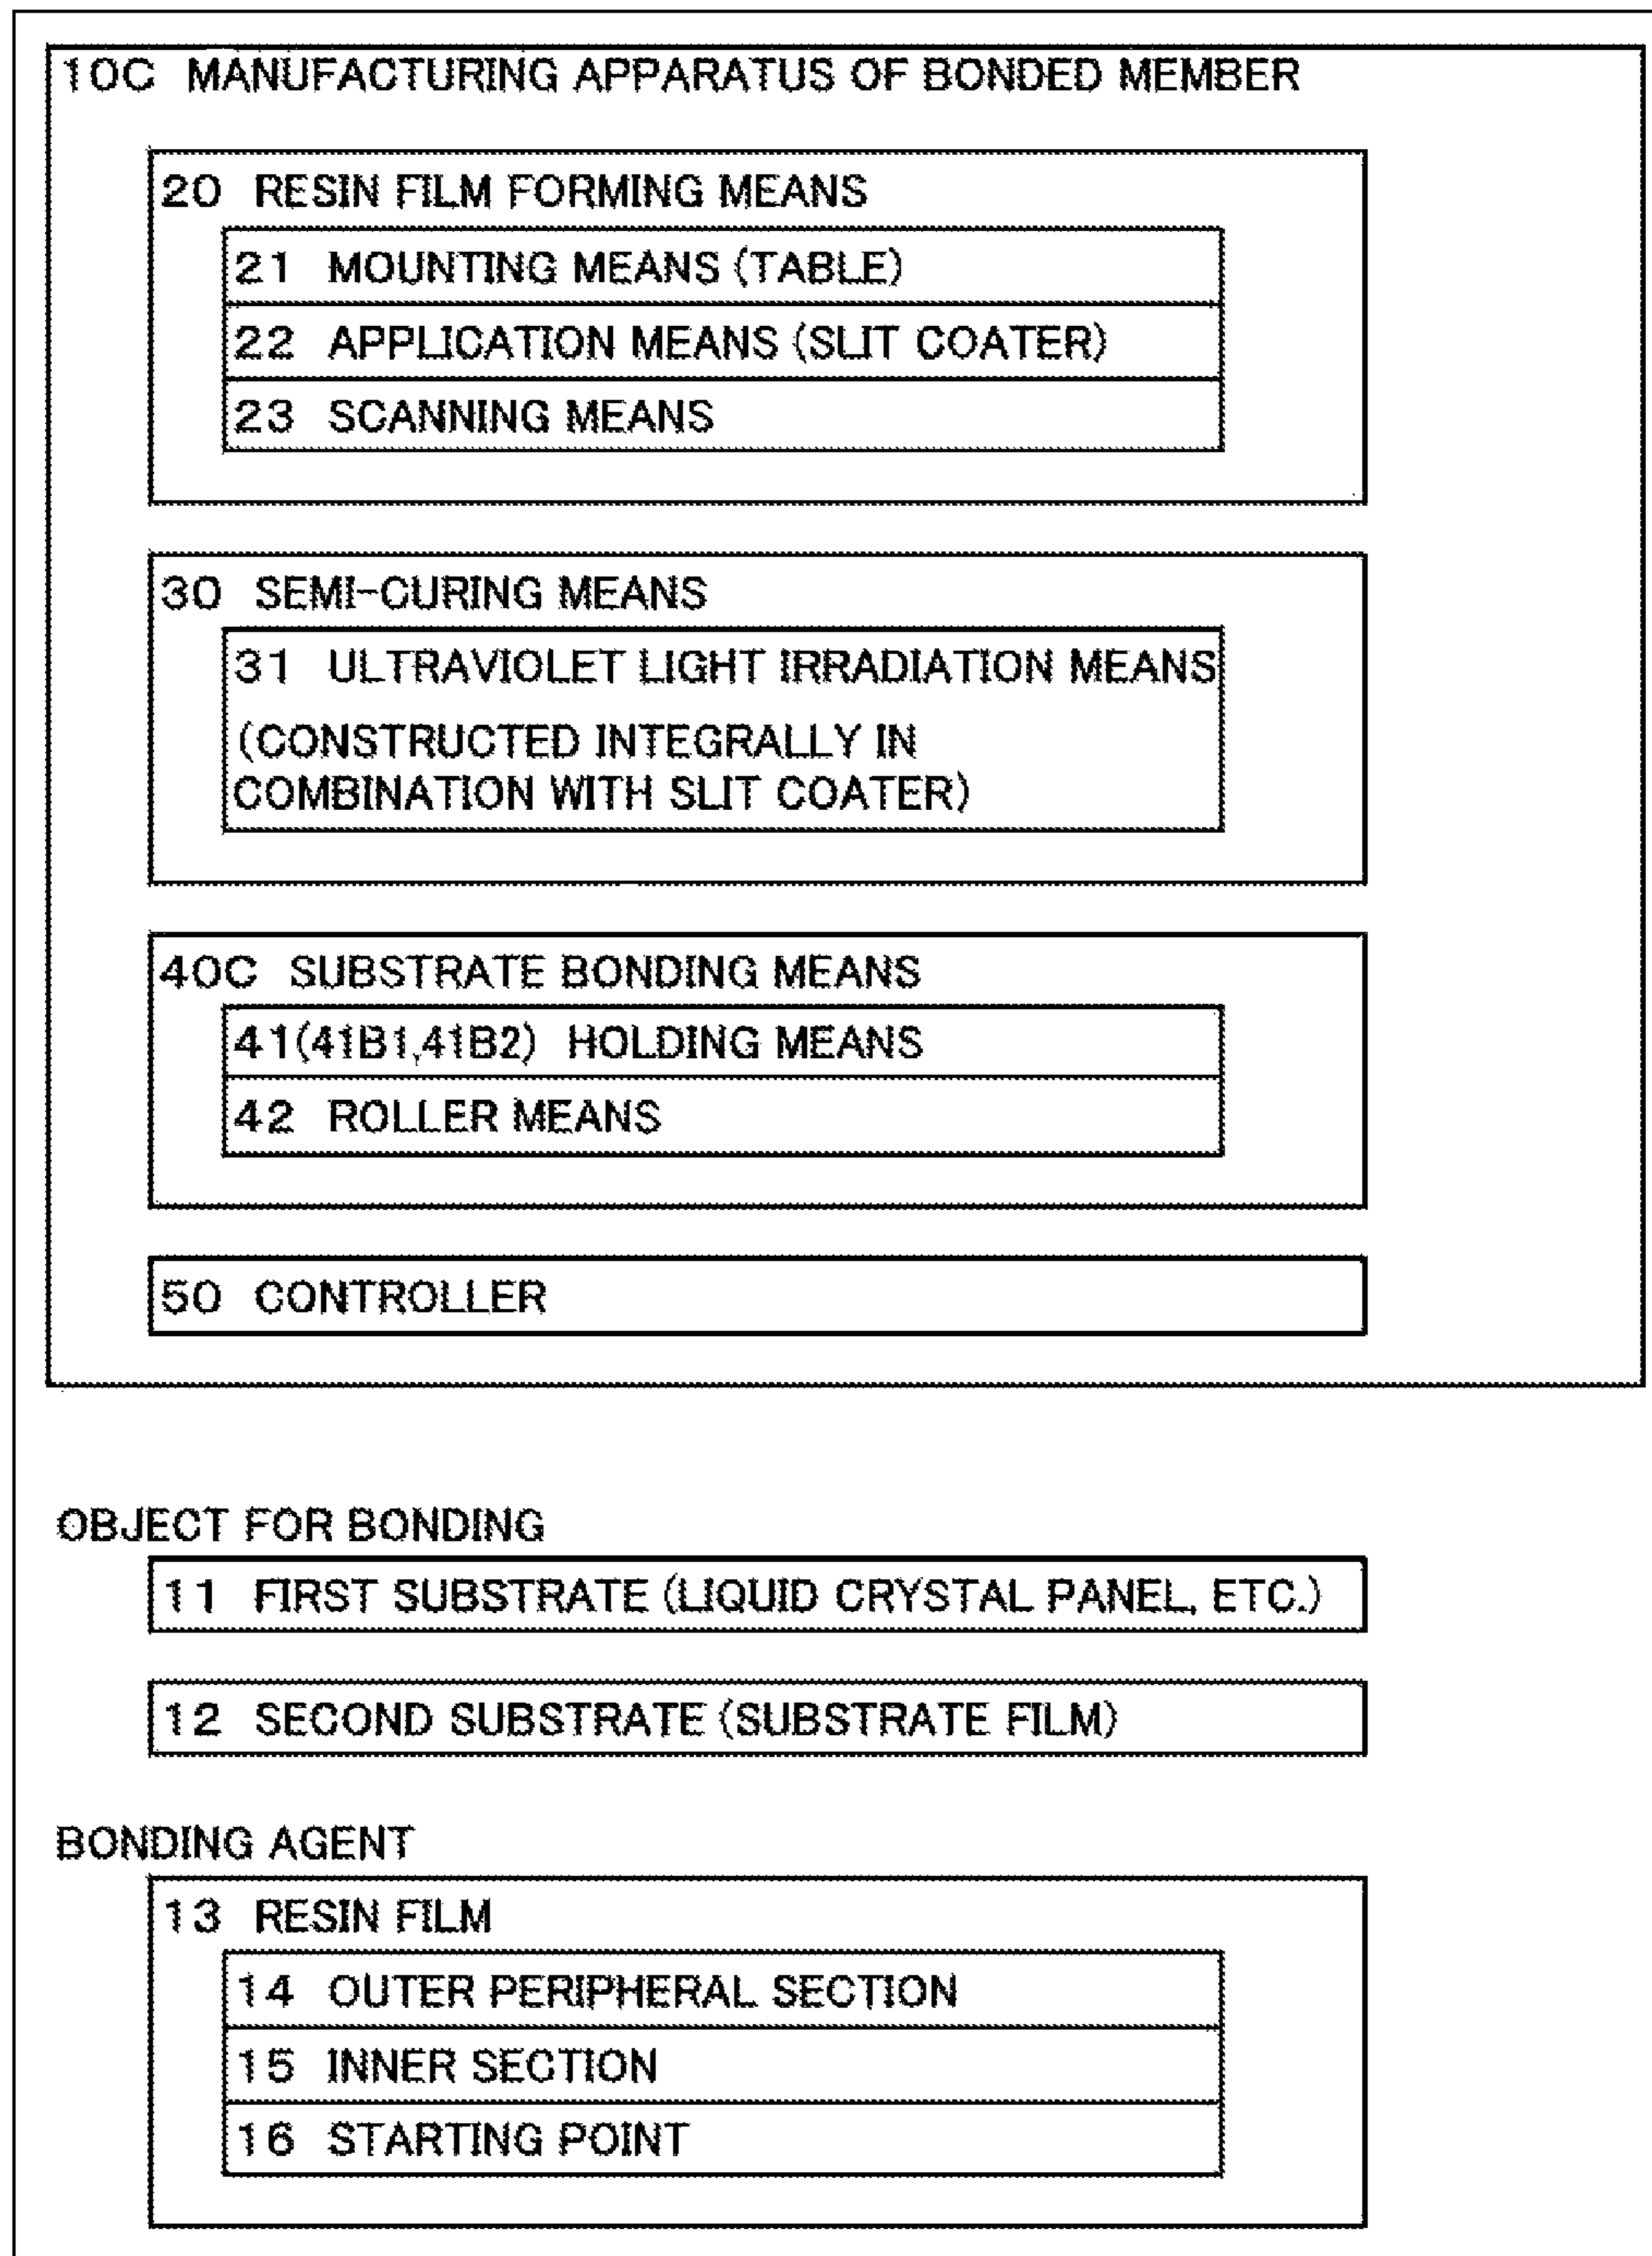 10C MANUFACTURING APPARATUS OF BONDED MEMBER
20 RESIN FILM FORMING MEANS
21 MOUNTING MEANS (TABLE)
22 APPLICATION MEANS (SLIT COATER)
23 SCANNING MEANS
30 SEMI-CURING MEANS
31 ULTRAVIOLET LIGHT IRRADIATION MEANS
(CONSTRUCTED INTEGRALLY IN
COMBINATION WITH SLIT COATER)
40C SUBSTRATE BONDING MEANS
41(41B1,41B2) HOLDING MEANS
42 ROLLER MEANS
50 CONTROLLER
OBJECT FOR BONDING
11 FIRST SUBSTRATE (LIQUID CRYSTAL PANEL, ETC.)
12 SECOND SUBSTRATE (SUBSTRATE FILM)
BONDING AGENT
13 RESIN FILM
14 OUTER PERIPHERAL SECTION
15 INNER SECTION
16 STARTING POINT